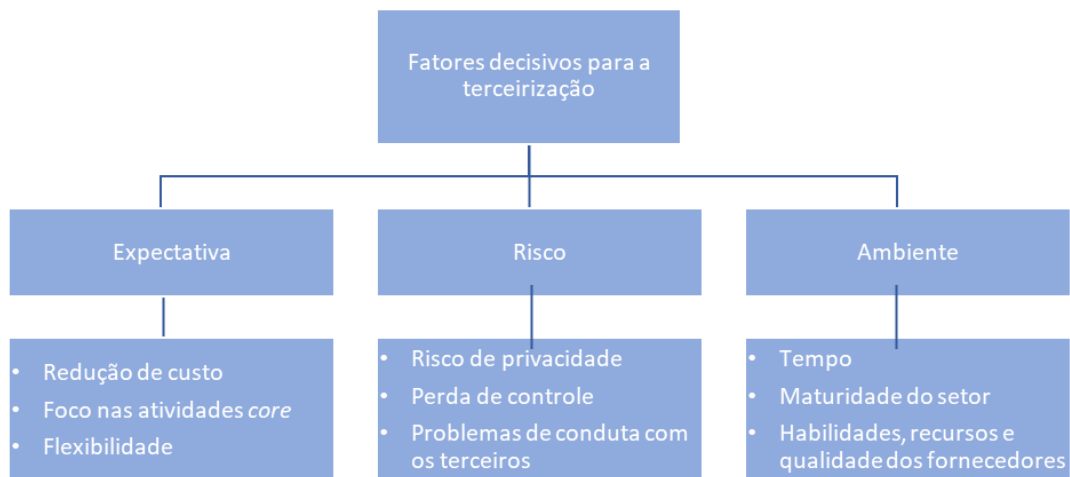 Fatores decisivos para a
terceirização
Expectativa
Risco
Ambiente
• Redução de custo
• Foco nas atividades core
• Flexibilidade
• Risco de privacidade
• Perda de controle
• Problemas de conduta com
os terceiros
• Tempo
• Maturidade do setor
• Habilidades, recursos e
qualidade dos fornecedores